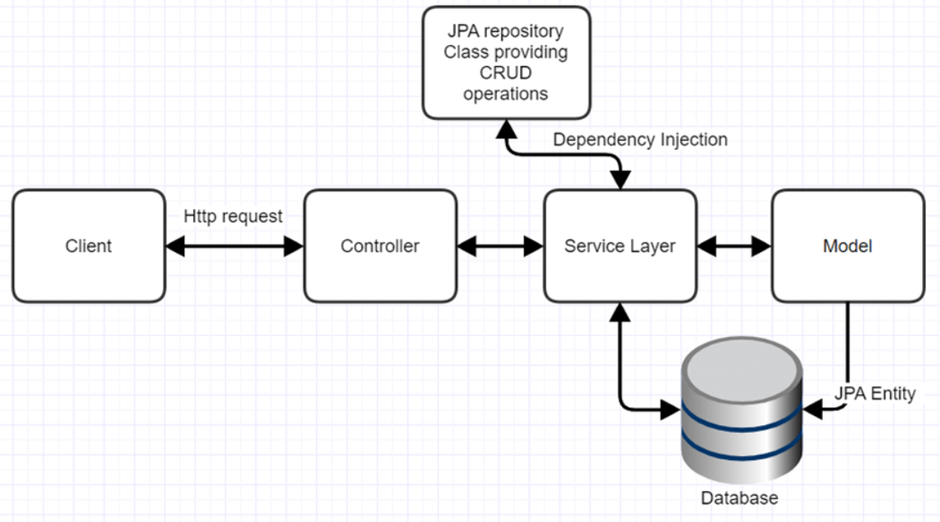 JPA repository
Class providing
CRUD
operations
Dependency Injection
Http request
Client
Controller
Service Layer
Model
JPA Entity
Database